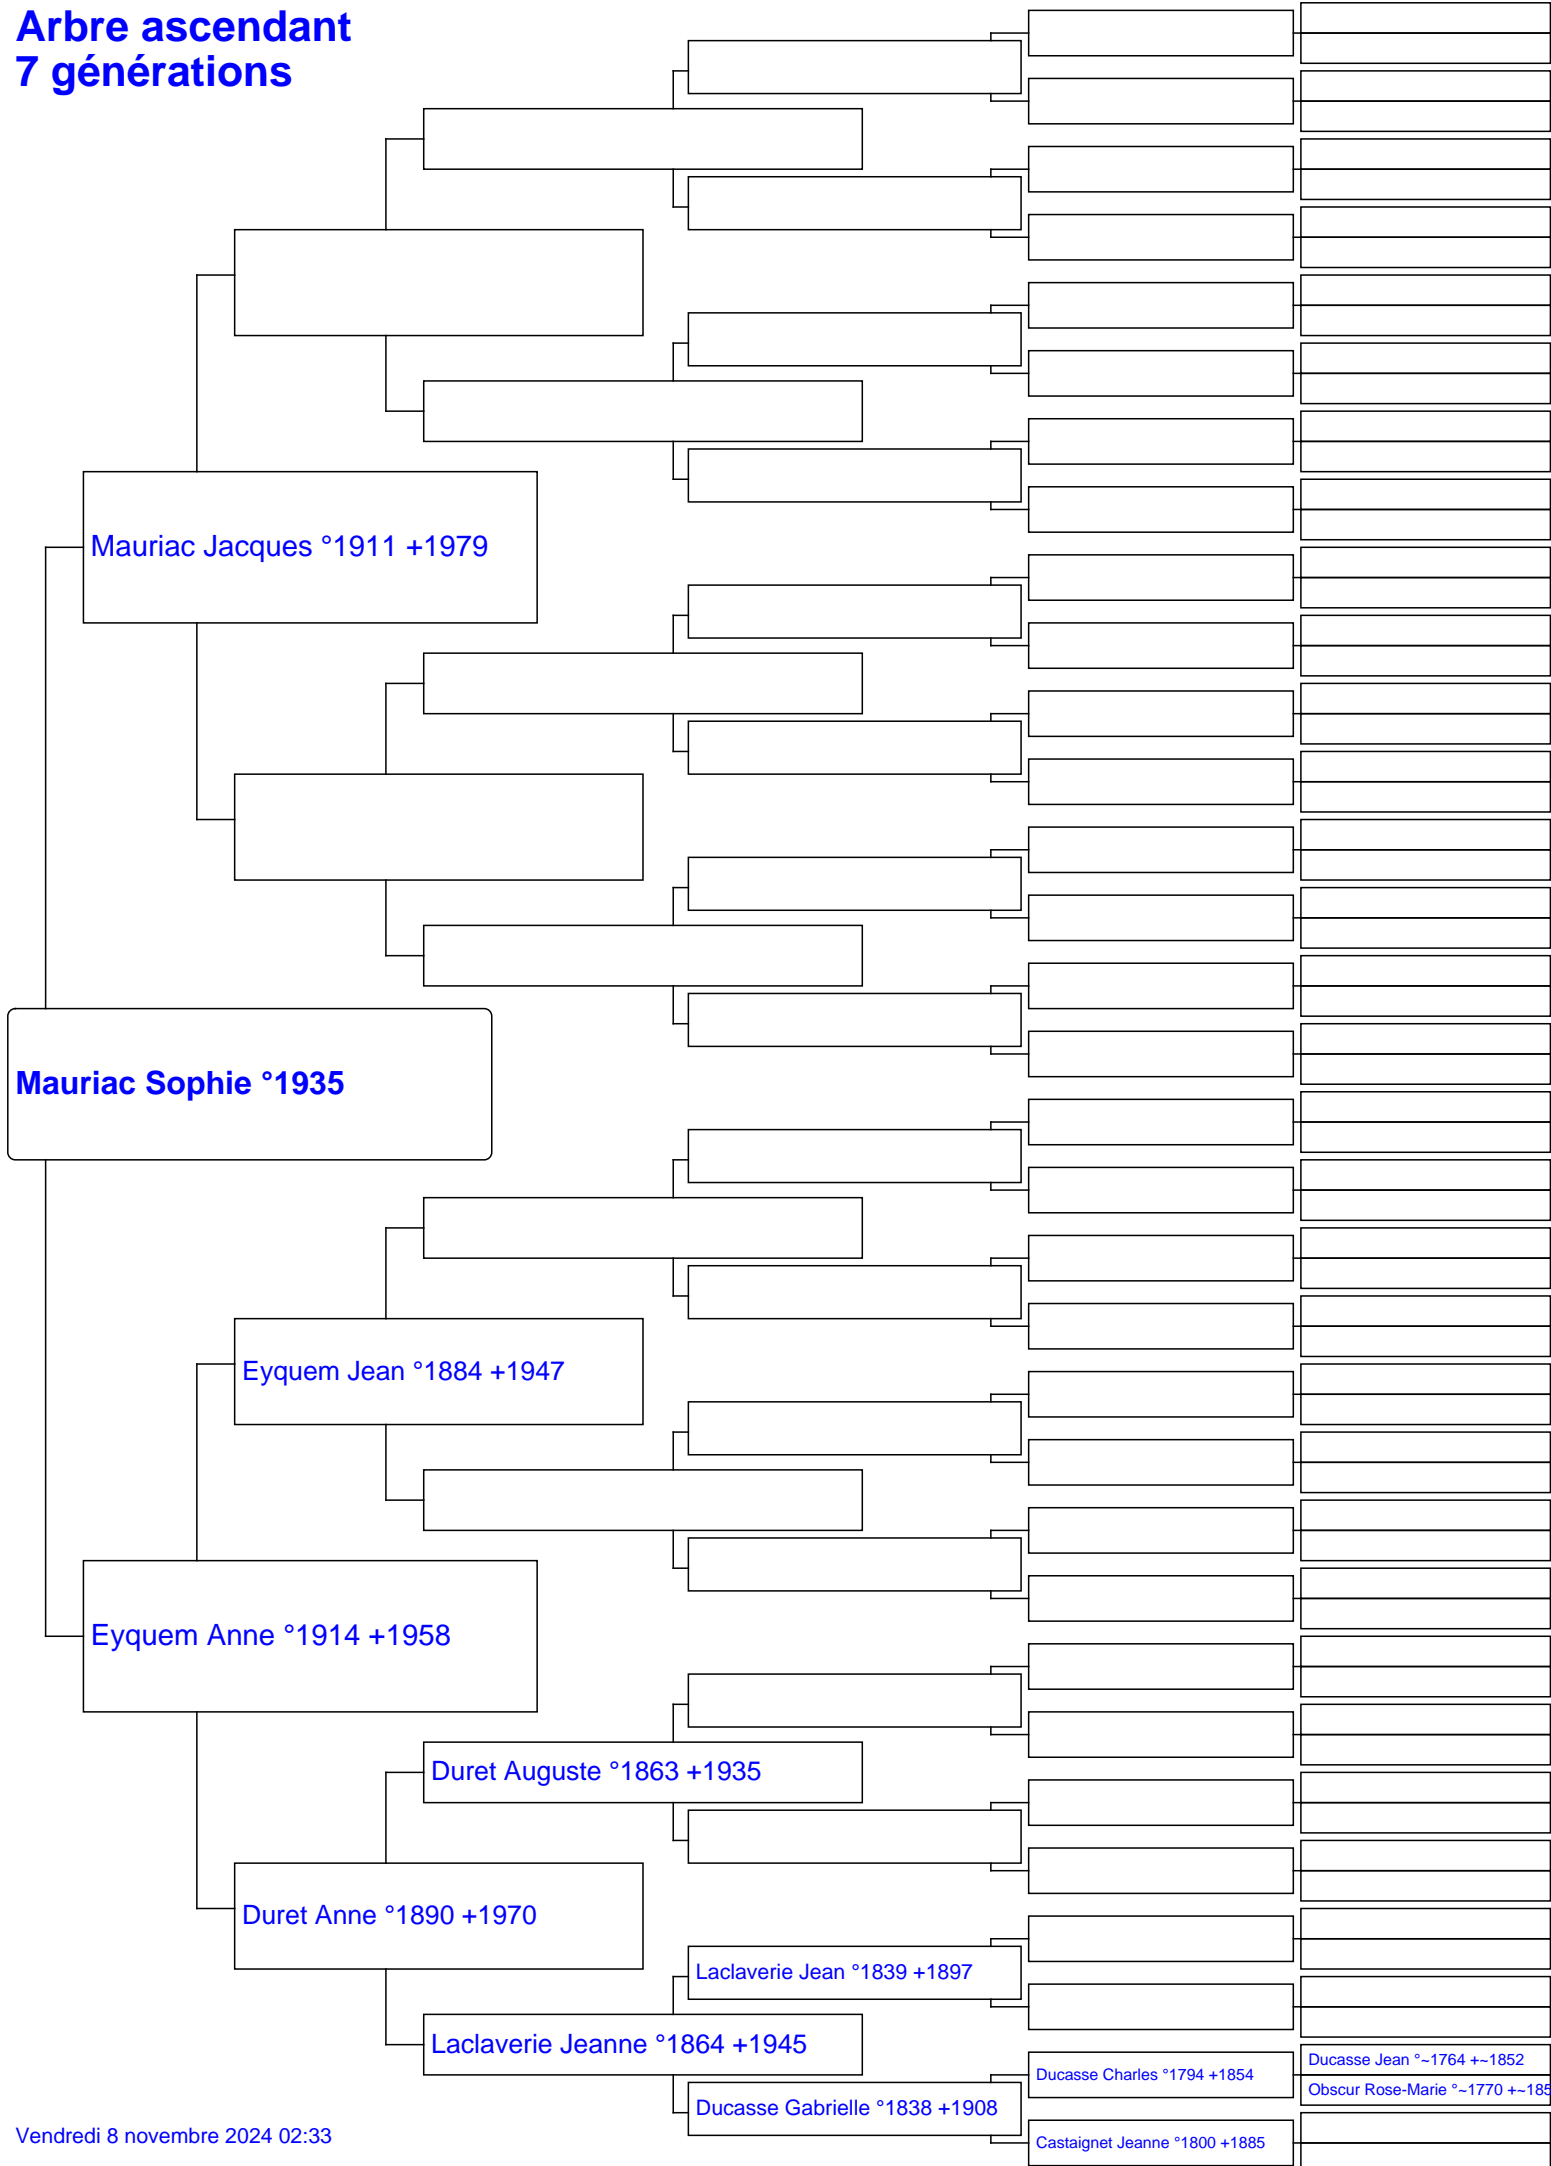 Arbre ascendant
7 générations
Mauriac Jacques °1911 +1979
Mauriac Sophie °1935
Eyquem Jean °1884 +1947
Eyquem Anne °1914 +1958
Duret Auguste °1863 +1935
Duret Anne °1890 +1970
Laclaverie Jean °1839 +1897
Laclaverie Jeanne °1864 +1945
Ducasse Jean °~1764 +~1852
Ducasse Charles °1794 +1854
Obscur Rose-Marie °~1770 +~185
Ducasse Gabrielle °1838 +1908
Castaignet Jeanne °1800 +1885
Vendredi 8 novembre 2024 02:33